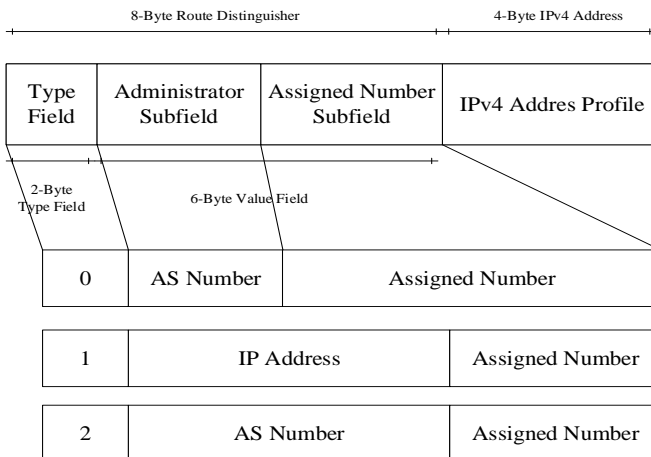 8-Byte Route Distinguisher
4-Byte IPv4 Address
Type
Field
Administrator
Subfield
Assigned Number
Subfield
IPv4 Addres Profile
2-Byte
Type Field
6-Byte Value Field
0
AS Number
Assigned Number
1
IP Address
Assigned Number
2
AS Number
Assigned Number